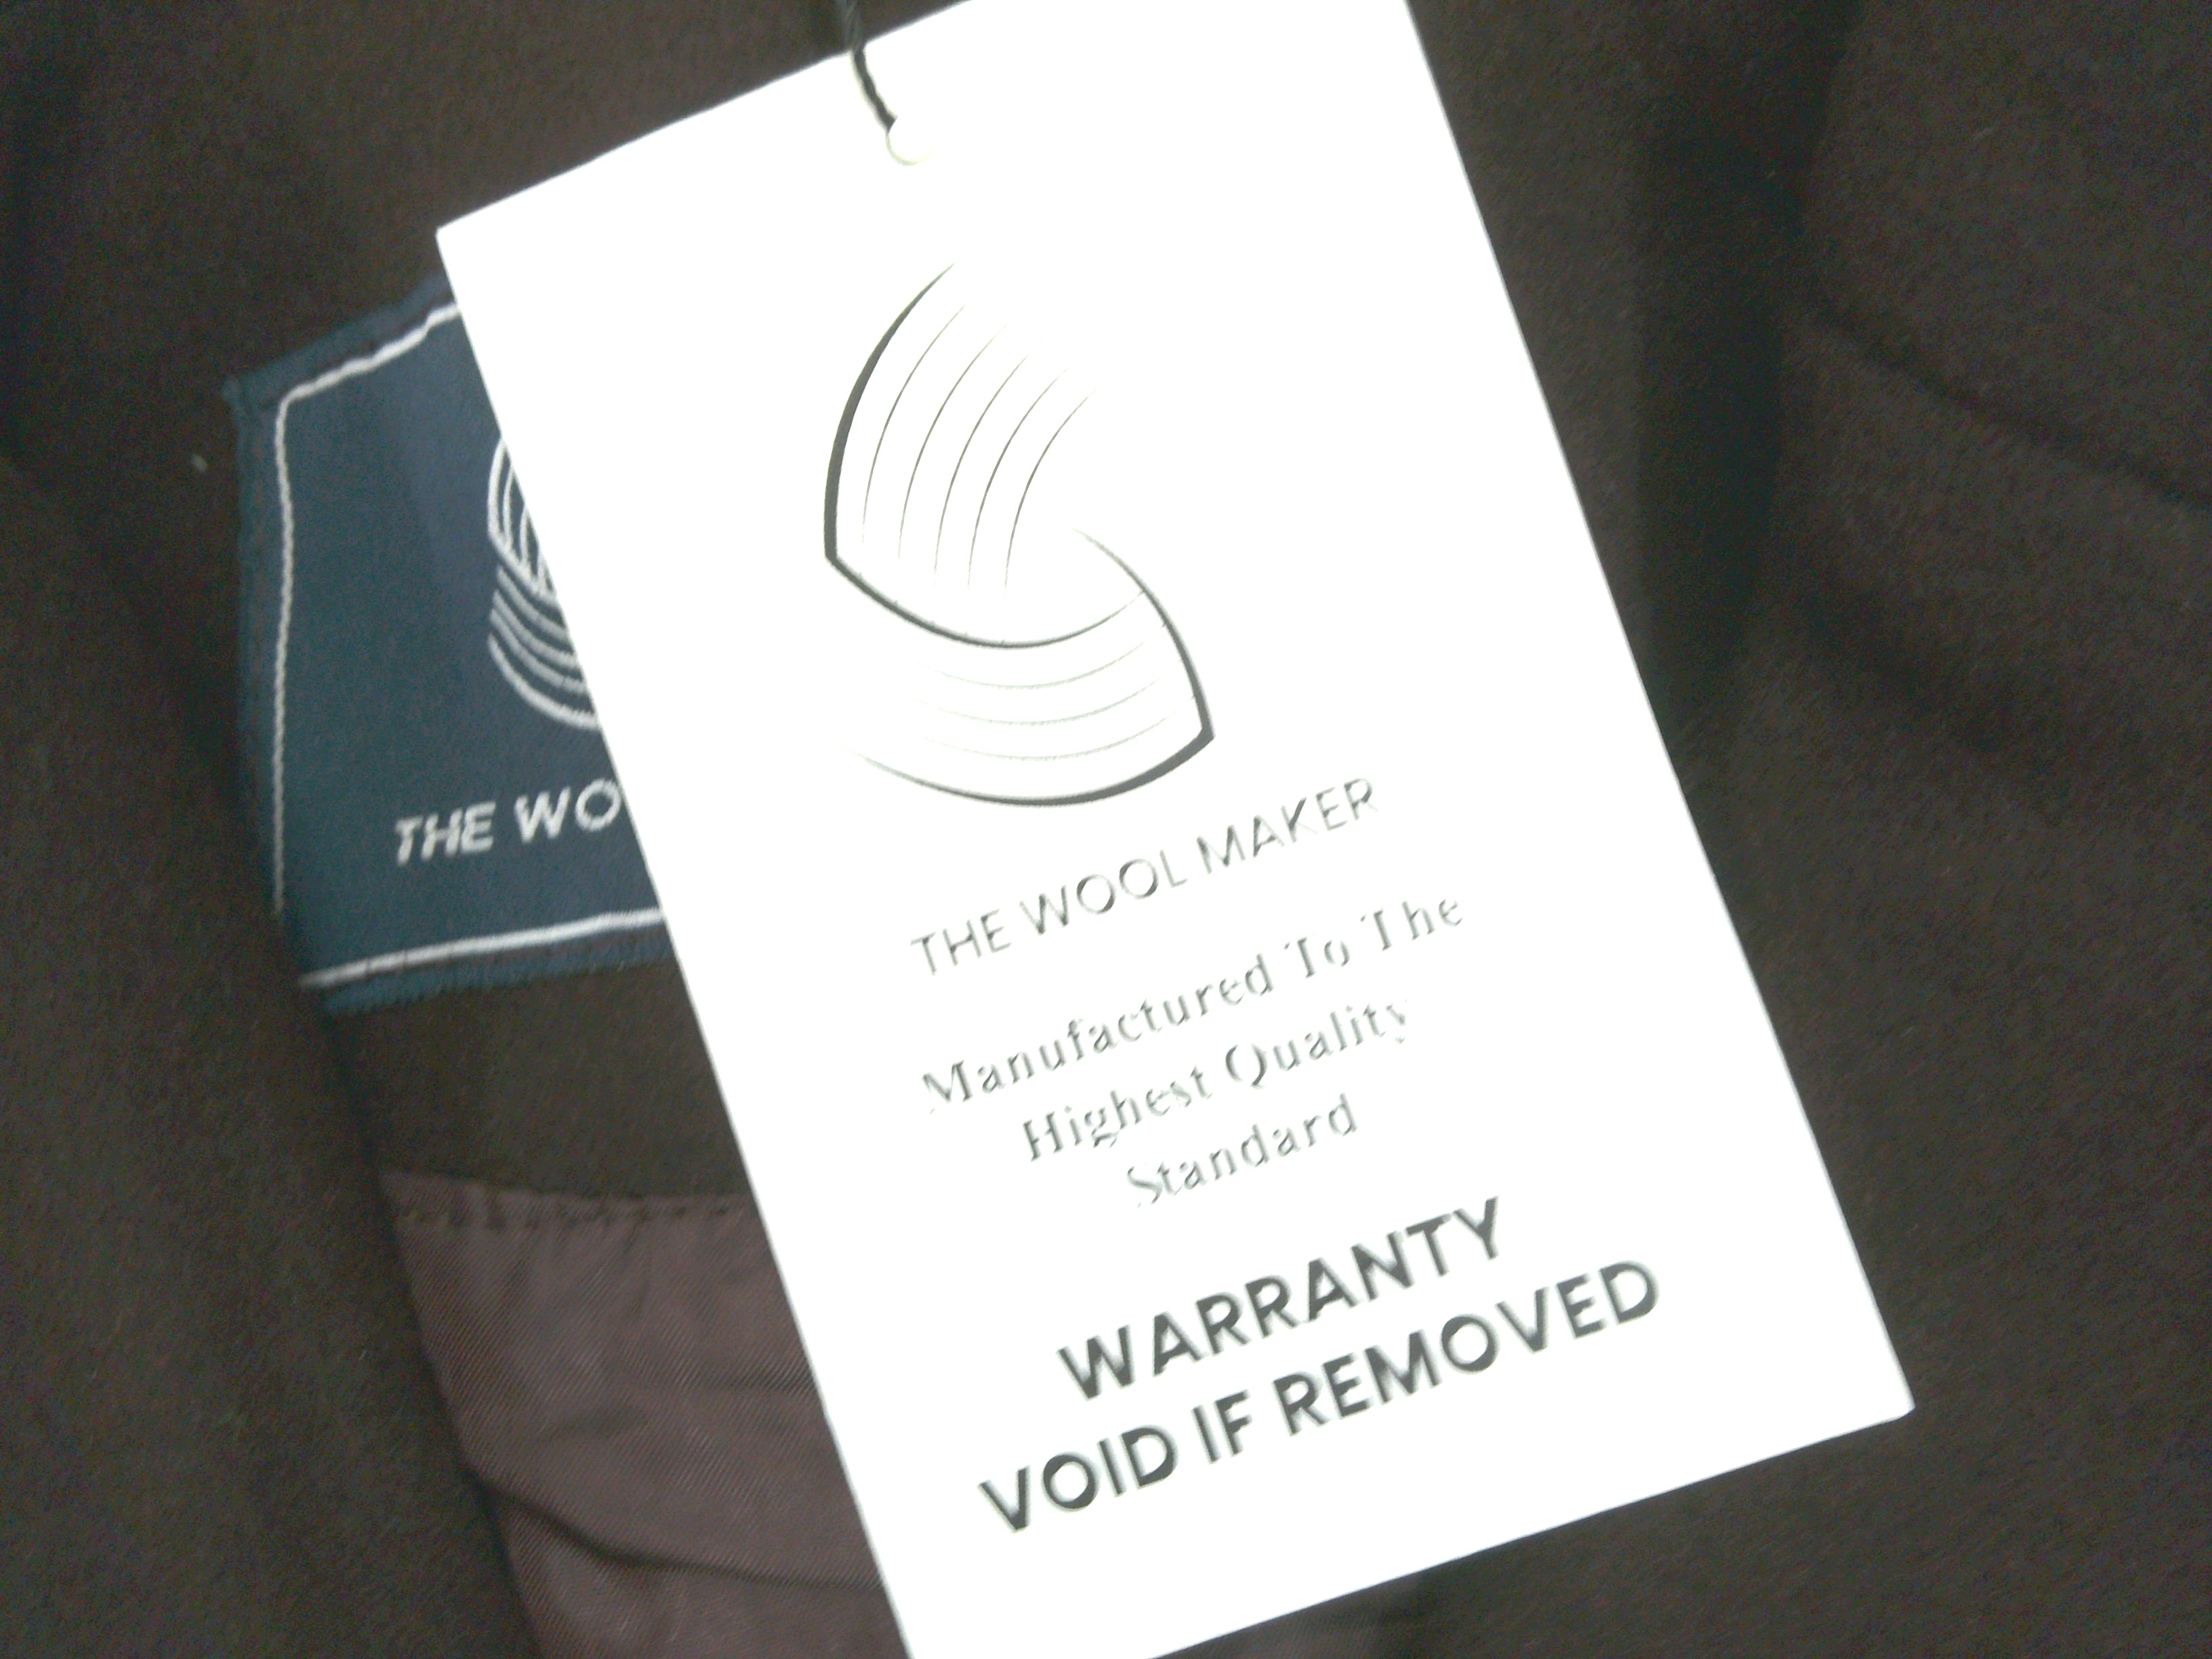 THE WO
THE WOOL MAKER
Manufactured To The
Highest Quality
Standard
WARRANTY
VOID IF REMOVED